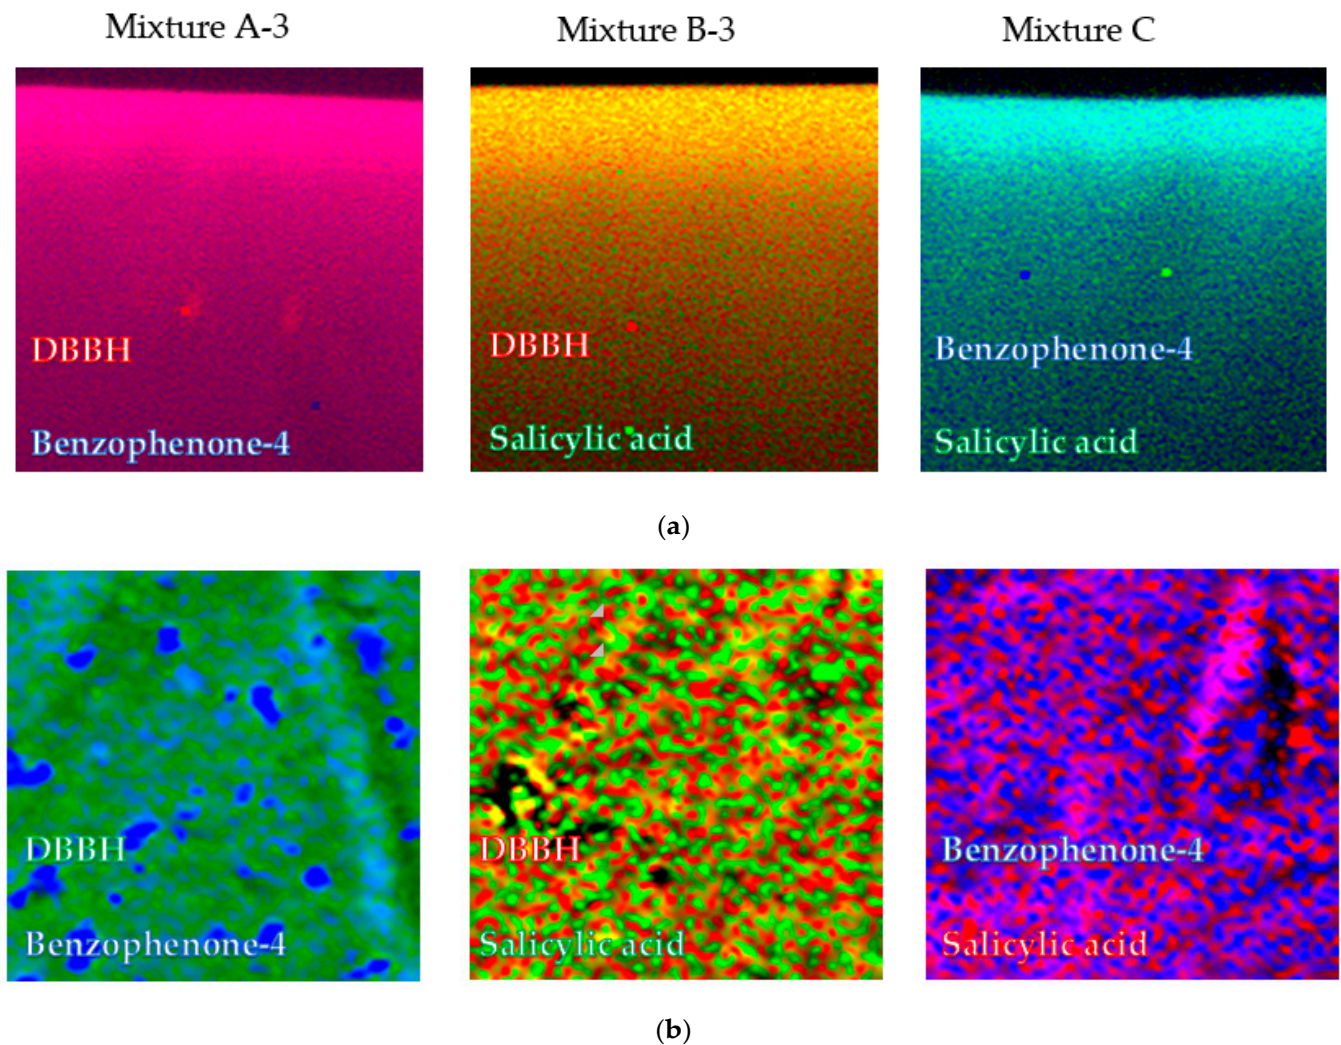 Mixture A-3 Mixture B-3 Mixture C
DBBH
Benzophenone-4
DBBH
Salicylic acid
Benzophenone-4
Salicylic acid
(a)
DBBH
Benzophenone-4
DBBH
Salicylic acid
Benzophenone-4
Salicylic acid
(b)